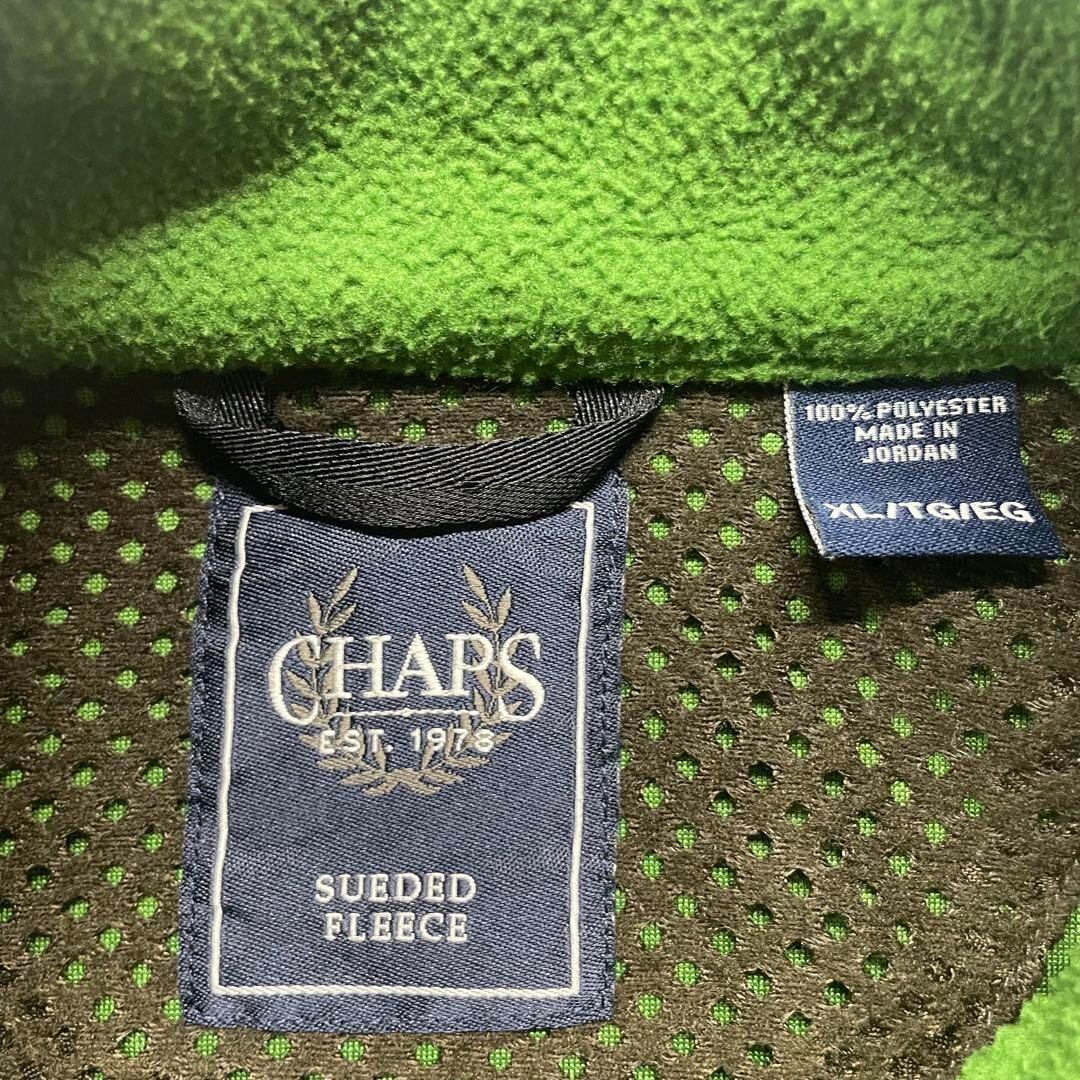 100% POLYESTER
MADE IN
JORDAN
XL/TG/EG
CHAPS
EST. 1978
SUEDED
FLEECE